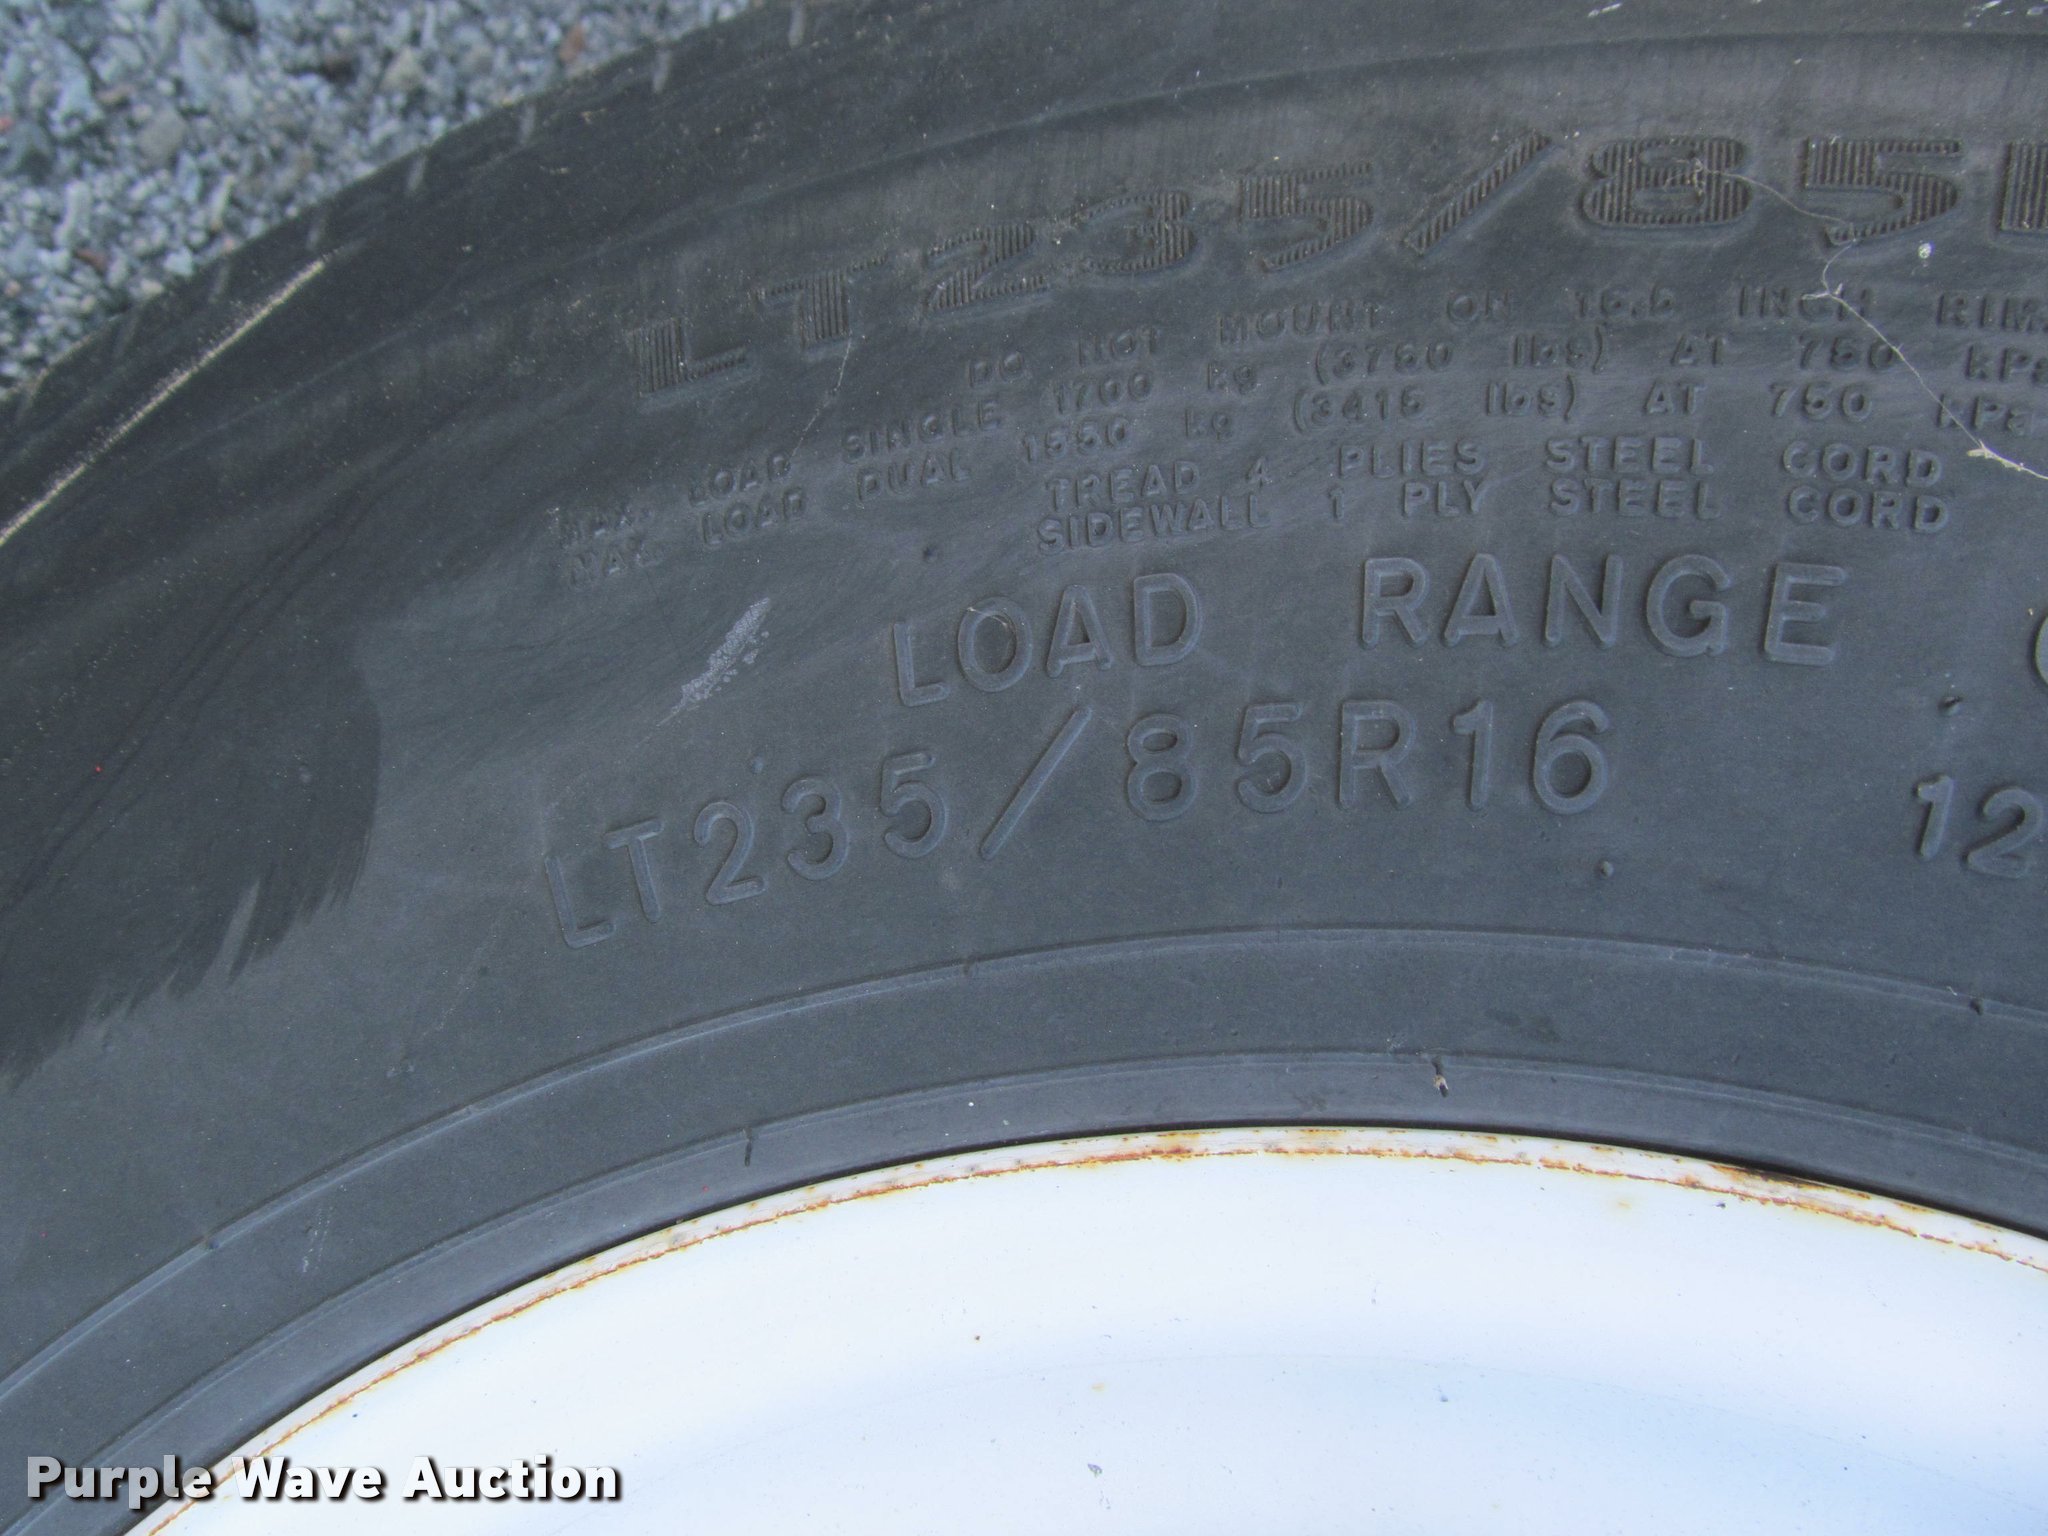 LT235/85
DO NOT MOUNT ON 16.5 INCH RIM
MAX. LOAD SINGLE 1700 kg (3750 lbs) AT 750 kPa
MAX. LOAD DUAL 1550 kg (3415 lbs) AT 750 kPa
TREAD 4 PLIES STEEL CORD
SIDEWALL 1 PLY STEEL CORD
LOAD RANGE
LT235/85R16 12
Purple Wave Auction